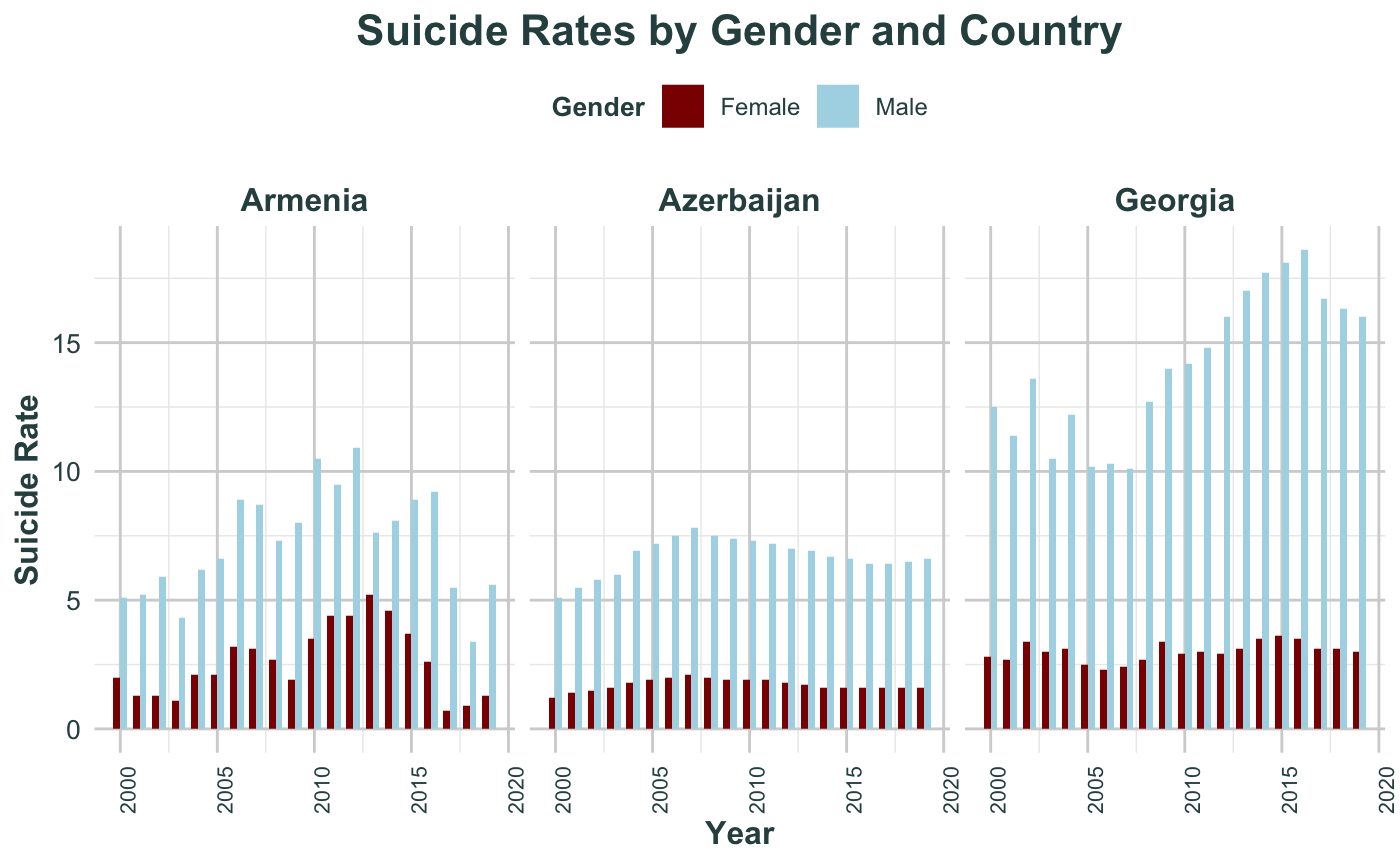 Suicide Rates by Gender and Country
Gender Female Male
Armenia Azerbaijan Georgia
15
10
5
0
Suicide Rate
2000 2005 2010 2015 2020 2000 2005 2010 2015 2020 2000 2005 2010 2015 2020
Year